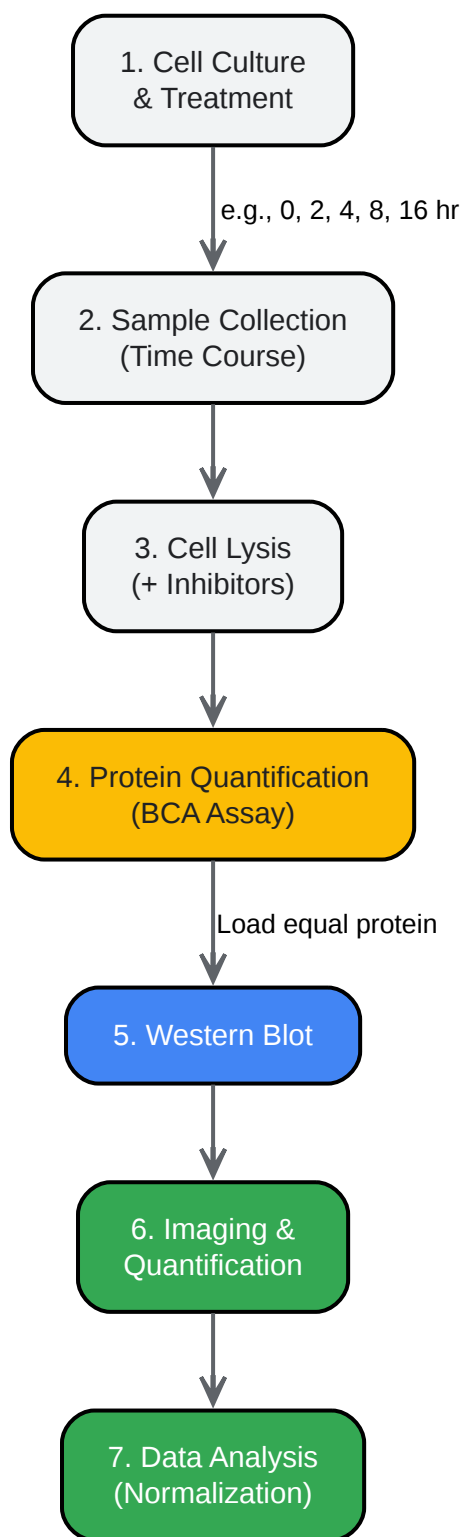 1. Cell Culture
& Treatment
e.g., 0, 2, 4, 8, 16 hr
2. Sample Collection
(Time Course)
3. Cell Lysis
(+ Inhibitors)
4. Protein Quantification
(BCA Assay)
Load equal protein
5. Western Blot
6. Imaging &
Quantification
7. Data Analysis
(Normalization)